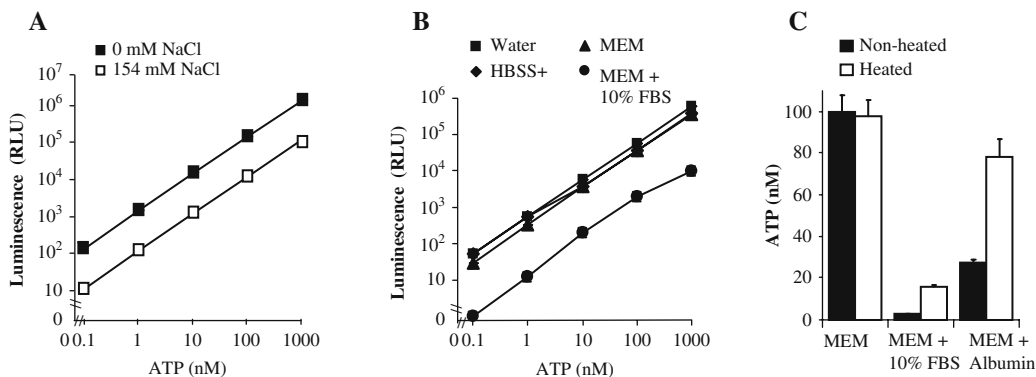 A
0 mM NaCl
154 mM NaCl
Luminescence (RLU)
10⁷
10⁶
10⁵
10⁴
10³
10²
10
0
0 0.1 1 10 100 1000
ATP (nM)
B
Water
MEM
HBSS+
MEM +
10% FBS
Luminescence (RLU)
10⁶
10⁵
10⁴
10³
10²
10
0
0 0.1 1 10 100 1000
ATP (nM)
C
Non-heated
Heated
ATP (nM)
100
80
60
40
20
0
MEM MEM + MEM +
10% FBS Albumin